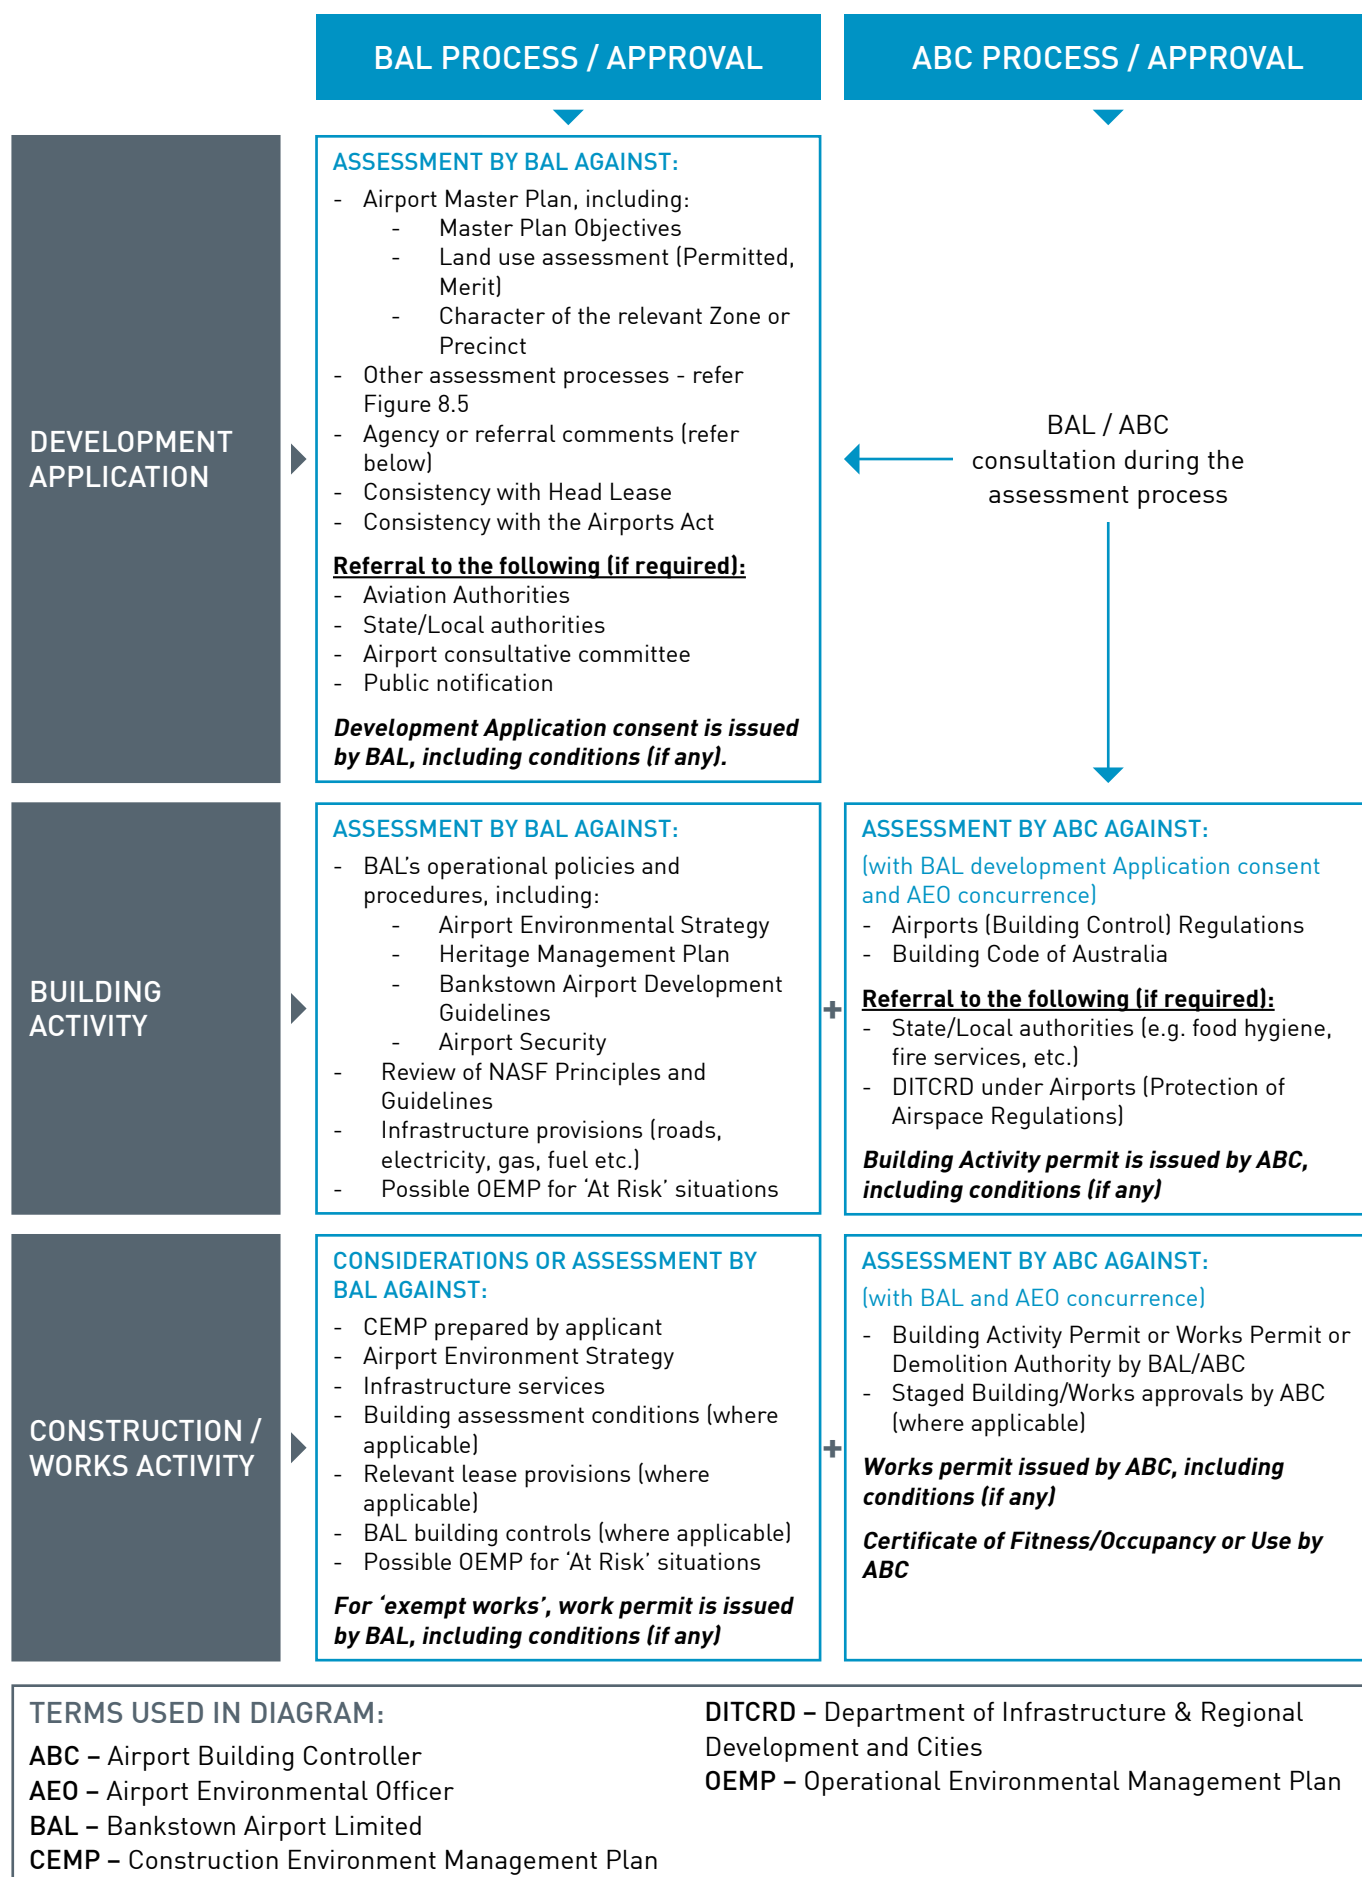 BAL PROCESS / APPROVAL
ABC PROCESS / APPROVAL
DEVELOPMENT
APPLICATION
ASSESSMENT BY BAL AGAINST:
- Airport Master Plan, including:
- Master Plan Objectives
- Land use assessment (Permitted,
Merit)
- Character of the relevant Zone or
Precinct
- Other assessment processes - refer
Figure 8.5
- Agency or referral comments (refer
below)
- Consistency with Head Lease
- Consistency with the Airports Act
Referral to the following (if required):
- Aviation Authorities
- State/Local authorities
- Airport consultative committee
- Public notification
Development Application consent is issued
by BAL, including conditions (if any).
BAL / ABC
consultation during the
assessment process
BUILDING
ACTIVITY
ASSESSMENT BY BAL AGAINST:
- BAL's operational policies and
procedures, including:
- Airport Environmental Strategy
- Heritage Management Plan
- Bankstown Airport Development
Guidelines
- Airport Security
- Review of NASF Principles and
Guidelines
- Infrastructure provisions (roads,
electricity, gas, fuel etc.)
- Possible OEMP for ‘At Risk’ situations
+
ASSESSMENT BY ABC AGAINST:
(with BAL development Application consent
and AEO concurrence)
- Airports (Building Control) Regulations
- Building Code of Australia
Referral to the following (if required):
- State/Local authorities (e.g. food hygiene,
fire services, etc.)
- DITCRD under Airports (Protection of
Airspace Regulations)
Building Activity permit is issued by ABC,
including conditions (if any)
CONSTRUCTION /
WORKS ACTIVITY
CONSIDERATIONS OR ASSESSMENT BY
BAL AGAINST:
- CEMP prepared by applicant
- Airport Environment Strategy
- Infrastructure services
- Building assessment conditions (where
applicable)
- Relevant lease provisions (where
applicable)
- BAL building controls (where applicable)
- Possible OEMP for ‘At Risk’ situations
For ‘exempt works’, work permit is issued
by BAL, including conditions (if any)
+
ASSESSMENT BY ABC AGAINST:
(with BAL and AEO concurrence)
- Building Activity Permit or Works Permit or
Demolition Authority by BAL/ABC
- Staged Building/Works approvals by ABC
(where applicable)
Works permit issued by ABC, including
conditions (if any)
Certificate of Fitness/Occupancy or Use by
ABC
TERMS USED IN DIAGRAM:
ABC – Airport Building Controller
AEO – Airport Environmental Officer
BAL – Bankstown Airport Limited
CEMP – Construction Environment Management Plan
DITCRD – Department of Infrastructure & Regional
Development and Cities
OEMP – Operational Environmental Management Plan